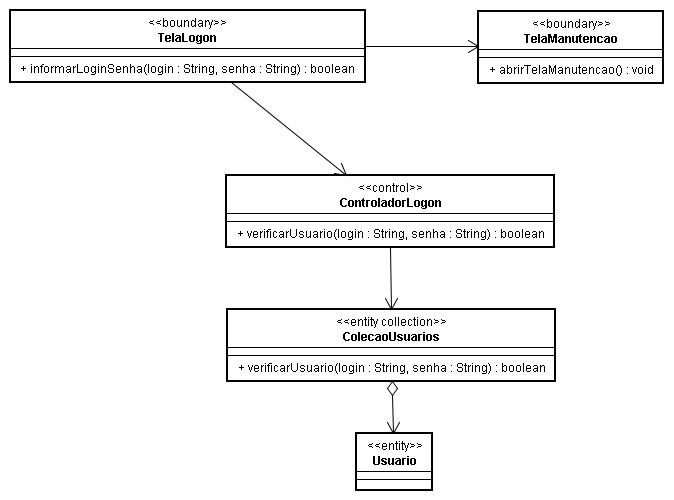 <<boundary>>
TelaLogon
+ informarLoginSenha(login : String, senha : String) : boolean
<<boundary>>
TelaManutencao
+ abrirTelaManutencao() : void
<<control>>
ControladorLogon
+ verificarUsuario(login : String, senha : String) : boolean
<<entity collection>>
ColecaoUsuarios
+ verificarUsuario(login : String, senha : String) : boolean
<<entity>>
Usuario